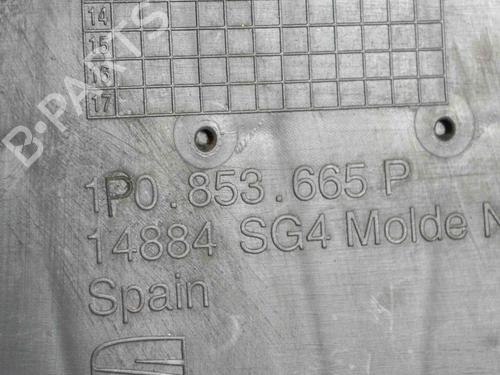 14
15
16
17
B-PARTS
1P0.853.665 P
14884 SG4 Molde N
Spain